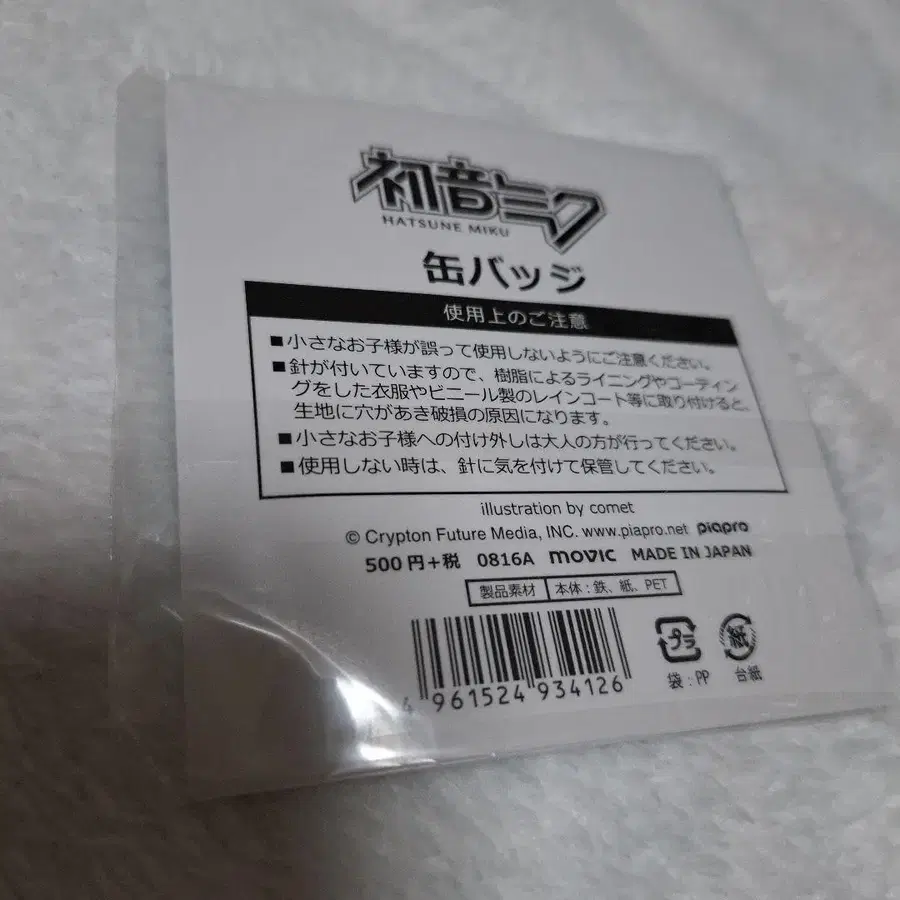 初音ミク
HATSUNE MIKU
缶バッジ
使用上のご注意
■小さなお子様が誤って使用しないようにご注意ください。
■針が付いていますので、樹脂によるライニングやコーティン
グをした衣服やビニール製のレインコート等に取り付けると、
生地に穴があき破損の原因になります。
■小さなお子様への付け外しは大人の方が行ってください。
■使用しない時は、針に気を付けて保管してください。
illustration by comet
© Crypton Future Media, INC. www.piapro.net piapro
500円+税 0816A movic MADE IN JAPAN
製品素材 本体:鉄、紙、PET
プラ 紙
袋:PP 台紙
4 961524 934126